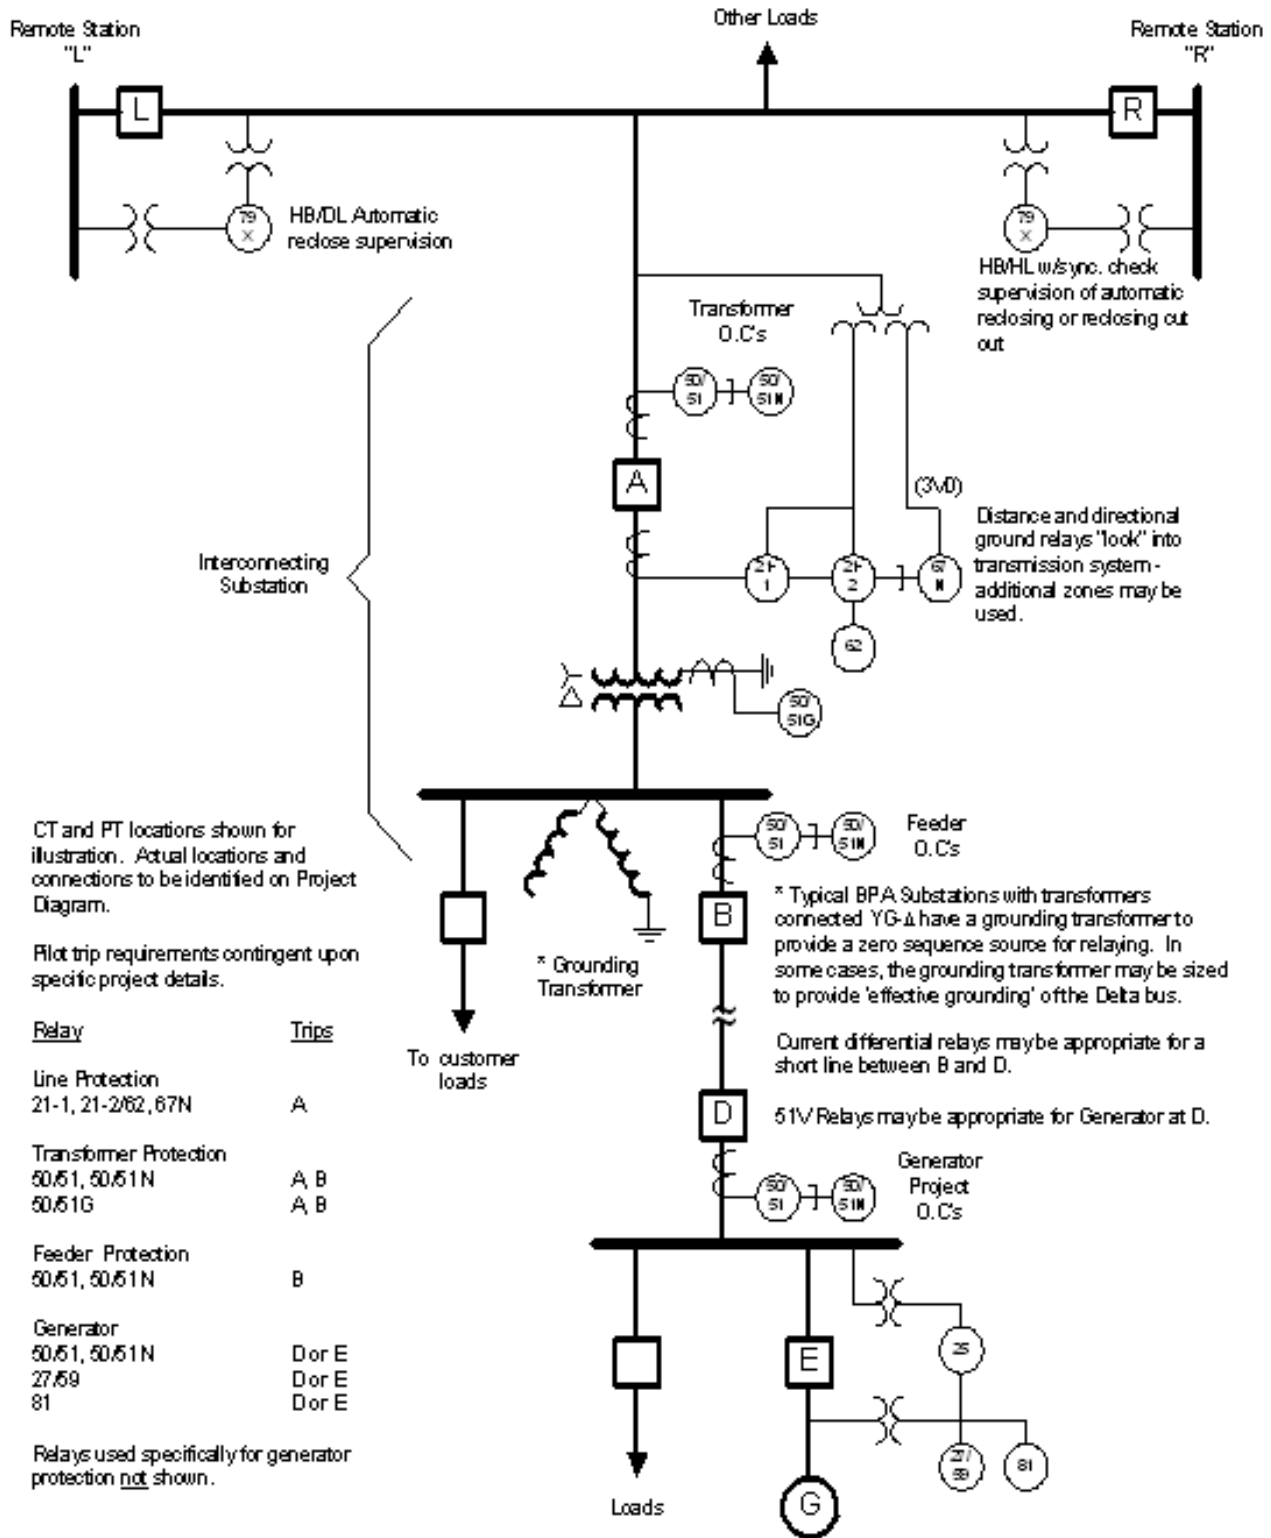 Other Loads
Remote Station
"L"
Remote Station
"R"
L
R
79
X
HB/DL Automatic
reclose supervision
79
X
HB/HL w/sync. check
supervision of automatic
reclosing or reclosing cut
out
Transformer
O.C's
50/
51
50/
51N
A
(3V0)
Distance and directional
ground relays "look" into
transmission system -
additional zones may be
used.
21-
1
21-
2
67
N
62
Interconnecting
Substation
50/
51G
CT and PT locations shown for
illustration. Actual locations and
connections to be identified on Project
Diagram.
Pilot trip requirements contingent upon
specific project details.
50/
51
50/
51N
Feeder
O.C's
B
* Grounding
Transformer
* Typical BPA Substations with transformers
connected YG-Δ have a grounding transformer to
provide a zero sequence source for relaying. In
some cases, the grounding transformer may be sized
to provide 'effective grounding' of the Delta bus.
To customer
loads
Current differential relays may be appropriate for a
short line between B and D.
D
51V Relays may be appropriate for Generator at D.
50/
51
50/
51N
Generator
Project
O.C's
Relay Trips
Line Protection
21-1, 21-2/62, 67N A
Transformer Protection
50/51, 50/51N A, B
50/51G A, B
Feeder Protection
50/51, 50/51N B
Generator
50/51, 50/51N D or E
27/59 D or E
81 D or E
Relays used specifically for generator
protection not shown.
E
25
27/
59
81
Loads
G